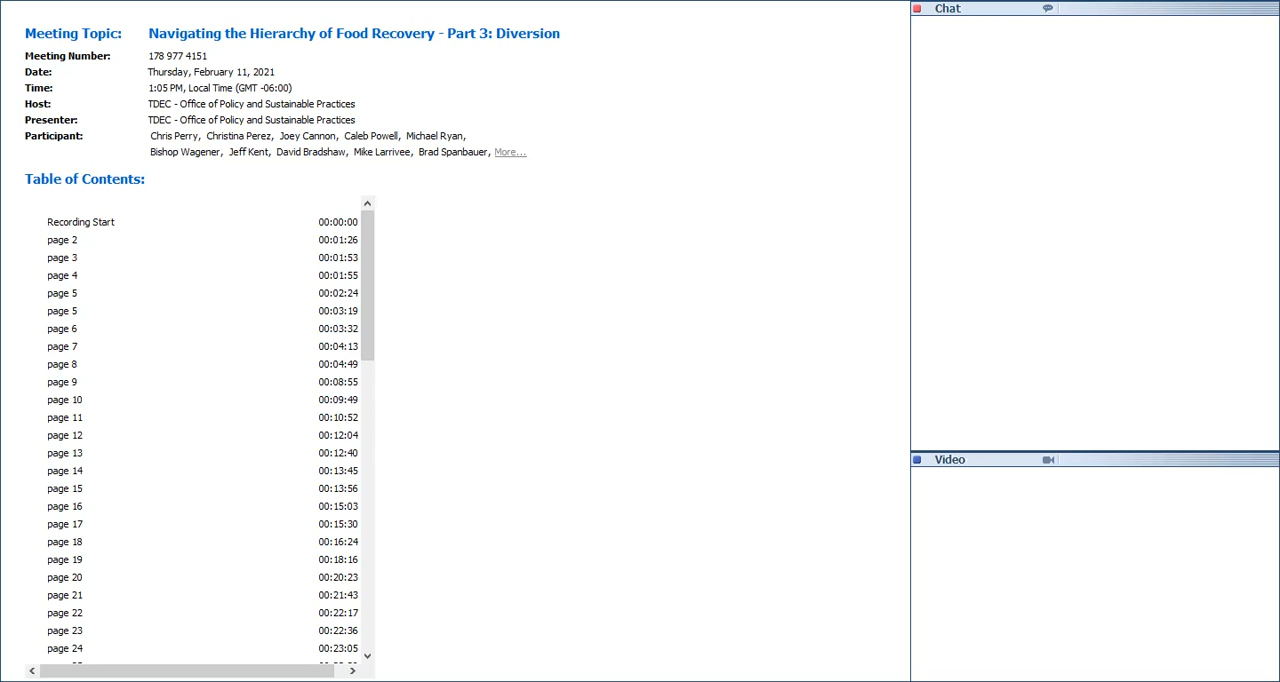 Meeting Topic: Navigating the Hierarchy of Food Recovery - Part 3: Diversion
Meeting Number: 178 977 4151
Date: Thursday, February 11, 2021
Time: 1:05 PM, Local Time (GMT -06:00)
Host: TDEC - Office of Policy and Sustainable Practices
Presenter: TDEC - Office of Policy and Sustainable Practices
Participant: Chris Perry, Christina Perez, Joey Cannon, Caleb Powell, Michael Ryan,
Bishop Wagener, Jeff Kent, David Bradshaw, Mike Larrivee, Brad Spanbauer, More...
Table of Contents:
Recording Start 00:00:00
page 2 00:01:26
page 3 00:01:53
page 4 00:01:55
page 5 00:02:24
page 5 00:03:19
page 6 00:03:32
page 7 00:04:13
page 8 00:04:49
page 9 00:08:55
page 10 00:09:49
page 11 00:10:52
page 12 00:12:04
page 13 00:12:40
page 14 00:13:45
page 15 00:13:56
page 16 00:15:03
page 17 00:15:30
page 18 00:16:24
page 19 00:18:16
page 20 00:20:23
page 21 00:21:43
page 22 00:22:17
page 23 00:22:36
page 24 00:23:05
Chat
Video